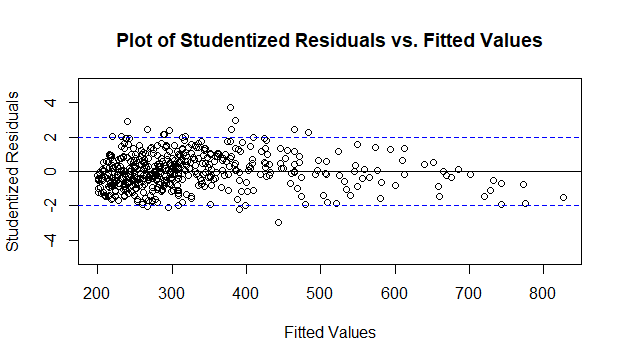 Plot of Studentized Residuals vs. Fitted Values
Studentized Residuals
4
2
0
-2
-4
200 300 400 500 600 700 800
Fitted Values